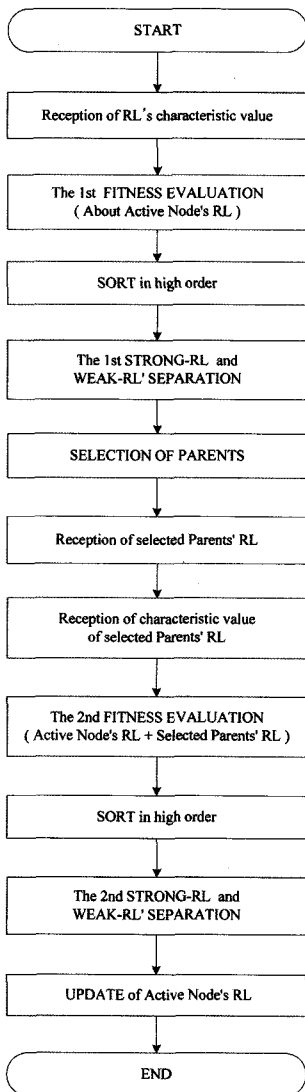 START
Reception of RL's characteristic value
The 1st FITNESS EVALUATION
( About Active Node's RL )
SORT in high order
The 1st STRONG-RL and
WEAK-RL' SEPARATION
SELECTION OF PARENTS
Reception of selected Parents' RL
Reception of characteristic value
of selected Parents' RL
The 2nd FITNESS EVALUATION
( Active Node's RL + Selected Parents' RL )
SORT in high order
The 2nd STRONG-RL and
WEAK-RL' SEPARATION
UPDATE of Active Node's RL
END